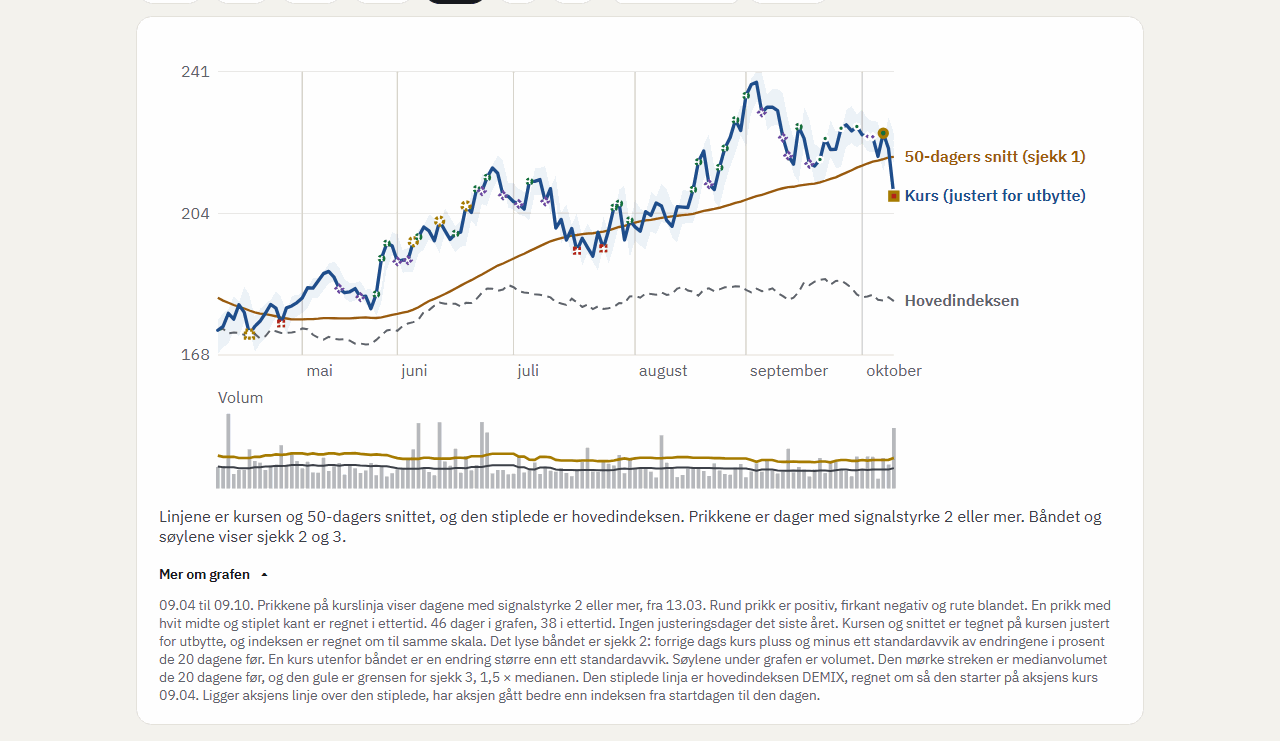 241
204
168
50-dagers snitt (sjekk 1)
Kurs (justert for utbytte)
Hovedindeksen
mai
juni
juli
august
september
oktober
Volum
Linjene er kursen og 50-dagers snittet, og den stiplede er hovedindeksen. Prikkene er dager med signalstyrke 2 eller mer. Båndet og
søylene viser sjekk 2 og 3.
Mer om grafen
09.04 til 09.10. Prikkene på kurslinja viser dagene med signalstyrke 2 eller mer, fra 13.03. Rund prikk er positiv, firkant negativ og rute blandet. En prikk med
hvit midte og stiplet kant er regnet i ettertid. 46 dager i grafen, 38 i ettertid. Ingen justeringsdager det siste året. Kursen og snittet er tegnet på kursen justert
for utbytte, og indeksen er regnet om til samme skala. Det lyse båndet er sjekk 2: forrige dags kurs pluss og minus ett standardavvik av endringene i prosent
de 20 dagene før. En kurs utenfor båndet er en endring større enn ett standardavvik. Søylene under grafen er volumet. Den mørke streken er medianvolumet
de 20 dagene før, og den gule er grensen for sjekk 3, 1,5 × medianen. Den stiplede linja er hovedindeksen DEMIX, regnet om så den starter på aksjens kurs
09.04. Ligger aksjens linje over den stiplede, har aksjen gått bedre enn indeksen fra startdagen til den dagen.